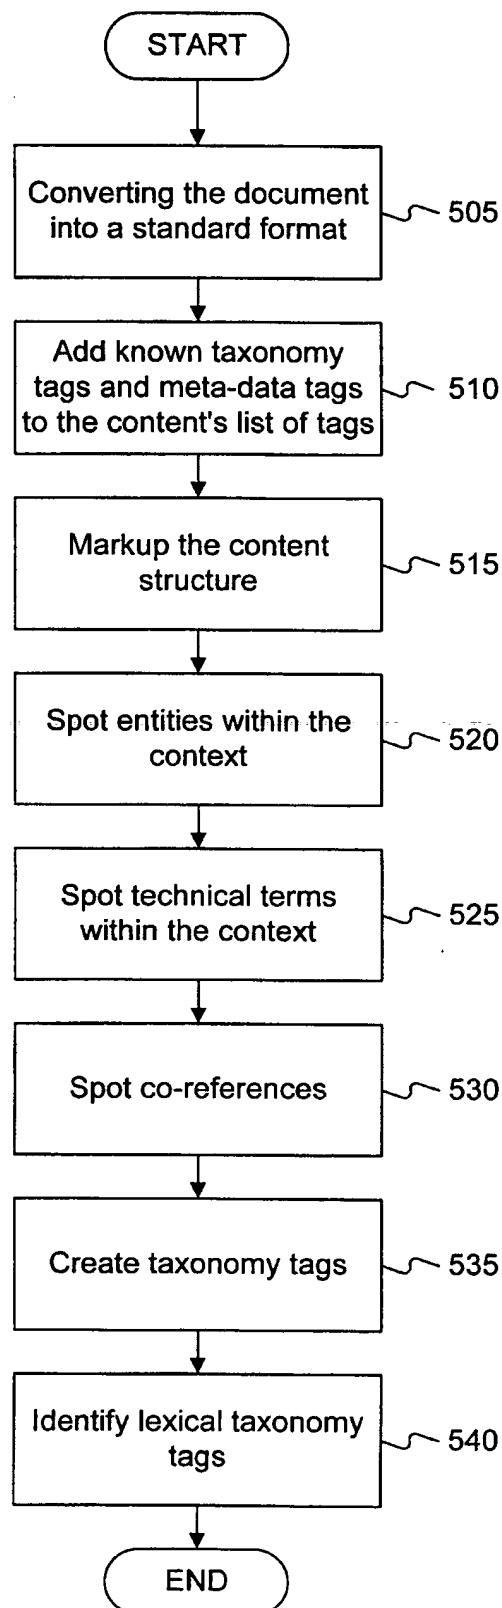 START
Converting the document
into a standard format
505
Add known taxonomy
tags and meta-data tags
to the content's list of tags
510
Markup the content
structure
515
Spot entities within the
context
520
Spot technical terms
within the context
525
Spot co-references
530
Create taxonomy tags
535
Identify lexical taxonomy
tags
540
END